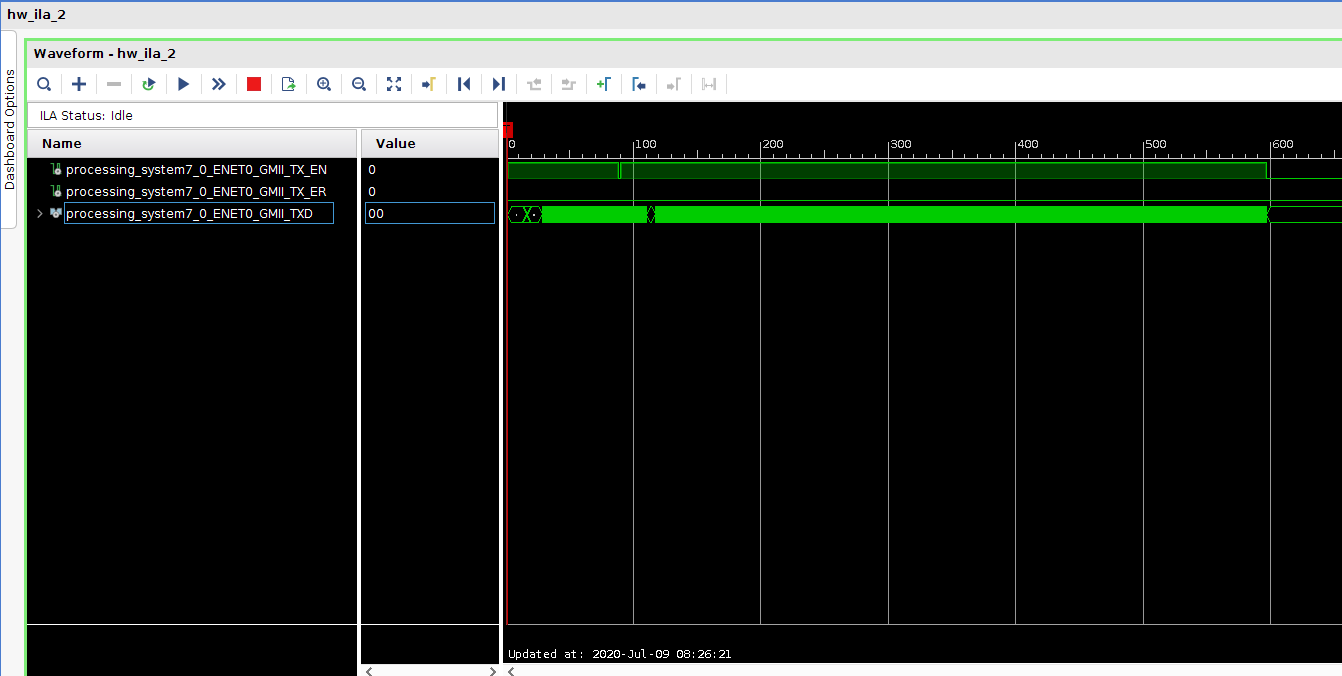 hw_ila_2
Dashboard Options
Waveform - hw_ila_2
ILA Status: Idle
Name Value
0 100 200 300 400 500 600
processing_system7_0_ENET0_GMII_TX_EN 0
processing_system7_0_ENET0_GMII_TX_ER 0
processing_system7_0_ENET0_GMII_TXD 00
Updated at: 2020-Jul-09 08:26:21